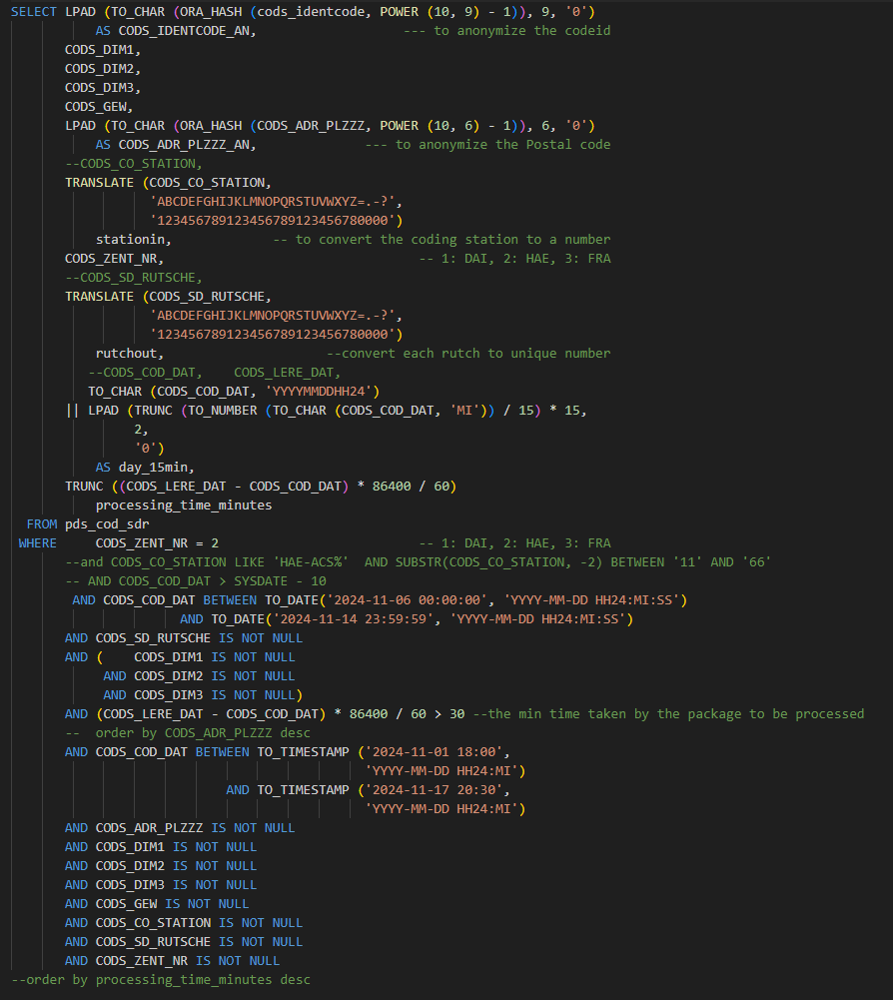 SELECT LPAD (TO_CHAR (ORA_HASH (cods_identcode, POWER (10, 9) - 1)), 9, '0')
AS CODS_IDENTCODE_AN, --- to anonymize the codeid
CODS_DIM1,
CODS_DIM2,
CODS_DIM3,
CODS_GEW,
LPAD (TO_CHAR (ORA_HASH (CODS_ADR_PLZZZ, POWER (10, 6) - 1)), 6, '0')
AS CODS_ADR_PLZZZ_AN, --- to anonymize the Postal code
--CODS_CO_STATION,
TRANSLATE (CODS_CO_STATION,
'ABCDEFGHIJKLMNOPQRSTUVWXYZ=.-?',
'123456789123456789123456780000')
stationin, -- to convert the coding station to a number
CODS_ZENT_NR, -- 1: DAI, 2: HAE, 3: FRA
--CODS_SD_RUTSCHE,
TRANSLATE (CODS_SD_RUTSCHE,
'ABCDEFGHIJKLMNOPQRSTUVWXYZ=.-?',
'123456789123456789123456780000')
rutchout, --convert each rutch to unique number
--CODS_COD_DAT, CODS_LERE_DAT,
TO_CHAR (CODS_COD_DAT, 'YYYYMMDDHH24')
|| LPAD (TRUNC (TO_NUMBER (TO_CHAR (CODS_COD_DAT, 'MI')) / 15) * 15,
2,
'0')
AS day_15min,
TRUNC ((CODS_LERE_DAT - CODS_COD_DAT) * 86400 / 60)
processing_time_minutes
FROM pds_cod_sdr
WHERE CODS_ZENT_NR = 2 -- 1: DAI, 2: HAE, 3: FRA
--and CODS_CO_STATION LIKE 'HAE-ACS%' AND SUBSTR(CODS_CO_STATION, -2) BETWEEN '11' AND '66'
-- AND CODS_COD_DAT > SYSDATE - 10
AND CODS_COD_DAT BETWEEN TO_DATE('2024-11-06 00:00:00', 'YYYY-MM-DD HH24:MI:SS')
AND TO_DATE('2024-11-14 23:59:59', 'YYYY-MM-DD HH24:MI:SS')
AND CODS_SD_RUTSCHE IS NOT NULL
AND ( CODS_DIM1 IS NOT NULL
AND CODS_DIM2 IS NOT NULL
AND CODS_DIM3 IS NOT NULL)
AND (CODS_LERE_DAT - CODS_COD_DAT) * 86400 / 60 > 30 --the min time taken by the package to be processed
-- order by CODS_ADR_PLZZZ desc
AND CODS_COD_DAT BETWEEN TO_TIMESTAMP ('2024-11-01 18:00',
'YYYY-MM-DD HH24:MI')
AND TO_TIMESTAMP ('2024-11-17 20:30',
'YYYY-MM-DD HH24:MI')
AND CODS_ADR_PLZZZ IS NOT NULL
AND CODS_DIM1 IS NOT NULL
AND CODS_DIM2 IS NOT NULL
AND CODS_DIM3 IS NOT NULL
AND CODS_GEW IS NOT NULL
AND CODS_CO_STATION IS NOT NULL
AND CODS_SD_RUTSCHE IS NOT NULL
AND CODS_ZENT_NR IS NOT NULL
--order by processing_time_minutes desc